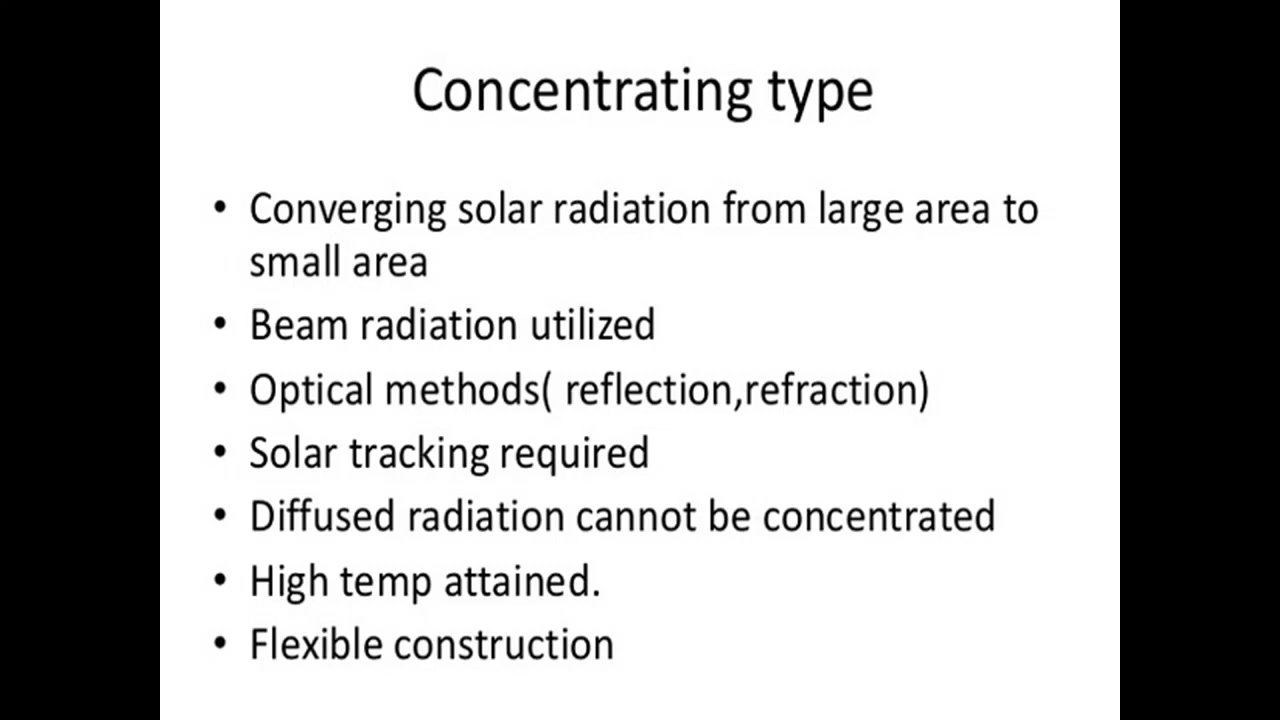 Concentrating type
• Converging solar radiation from large area to
small area
• Beam radiation utilized
• Optical methods( reflection,refraction)
• Solar tracking required
• Diffused radiation cannot be concentrated
• High temp attained.
• Flexible construction